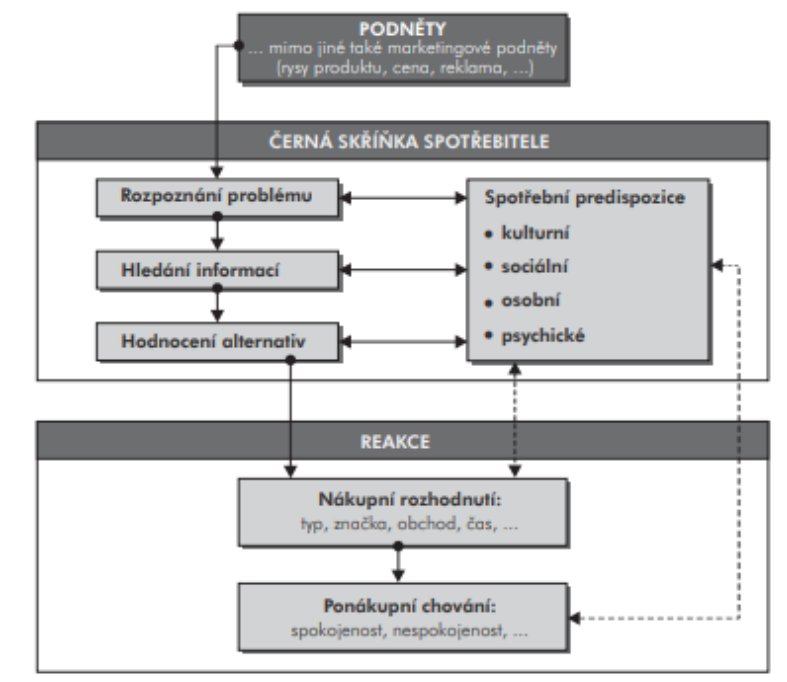 PODNĚTY
... mimo jiné také marketingové podněty
(rysy produktu, cena, reklama, ...)
ČERNÁ SKŘÍŇKA SPOTŘEBITELE
Rozpoznání problému
Hledání informací
Hodnocení alternativ
Spotřební predispozice
• kulturní
• sociální
• osobní
• psychické
REAKCE
Nákupní rozhodnutí:
typ, značka, obchod, čas, ...
Ponákupní chování:
spokojenost, nespokojenost, ...